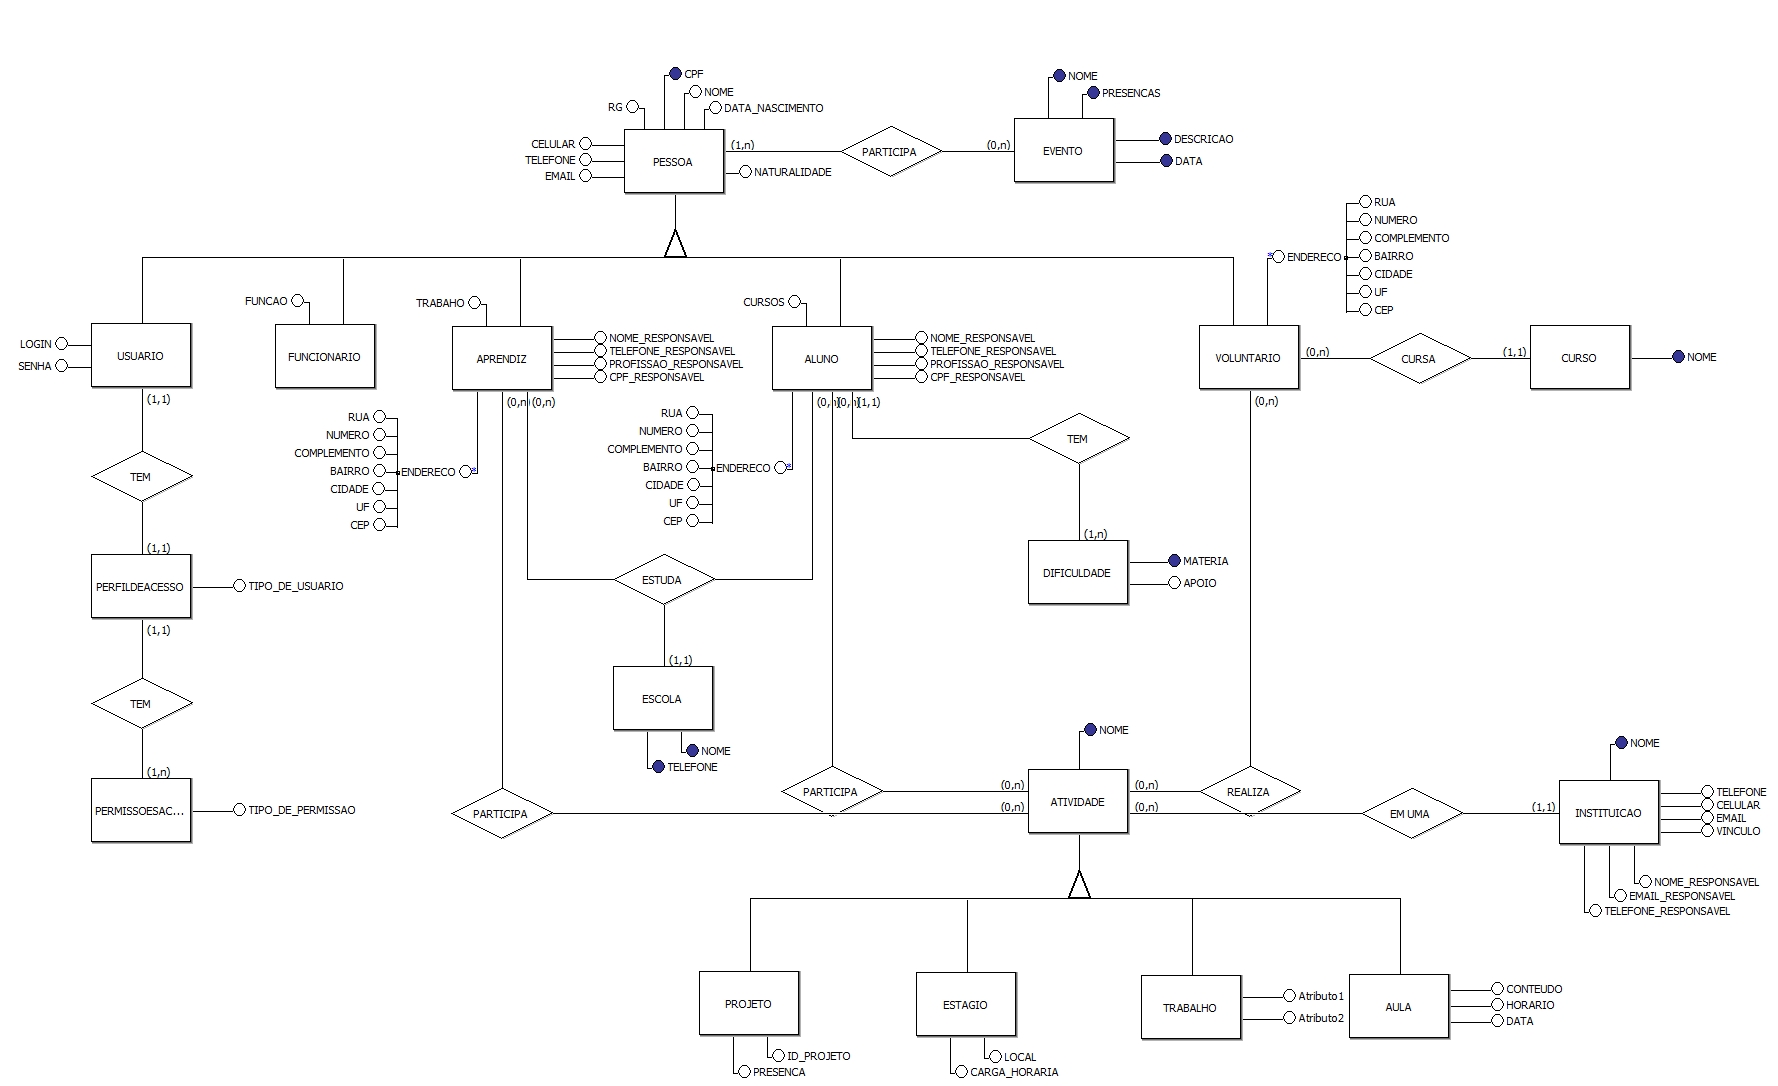 CPF
NOME
RG
DATA_NASCIMENTO
CELULAR
TELEFONE
EMAIL
PESSOA
(1,n)
NATURALIDADE
PARTICIPA
(0,n)
EVENTO
NOME
PRESENCAS
DESCRICAO
DATA
RUA
NUMERO
COMPLEMENTO
ENDERECO
*
BAIRRO
CIDADE
UF
CEP
LOGIN
SENHA
USUARIO
(1,1)
FUNCAO
FUNCIONARIO
TRABAHO
APRENDIZ
NOME_RESPONSAVEL
TELEFONE_RESPONSAVEL
PROFISSAO_RESPONSAVEL
CPF_RESPONSAVEL
(0,n)
(0,n)
CURSOS
ALUNO
NOME_RESPONSAVEL
TELEFONE_RESPONSAVEL
PROFISSAO_RESPONSAVEL
CPF_RESPONSAVEL
(0,n)
(0,n)
(1,1)
VOLUNTARIO
(0,n)
(0,n)
CURSA
(1,1)
CURSO
NOME
RUA
NUMERO
COMPLEMENTO
BAIRRO
ENDERECO
*
CIDADE
UF
CEP
RUA
NUMERO
COMPLEMENTO
BAIRRO
ENDERECO
*
CIDADE
UF
CEP
TEM
(1,n)
DIFICULDADE
MATERIA
APOIO
TEM
(1,1)
PERFILDEACESSO
TIPO_DE_USUARIO
(1,1)
ESTUDA
(1,1)
ESCOLA
NOME
TELEFONE
TEM
(1,n)
PERMISSOESAC...
TIPO_DE_PERMISSAO
PARTICIPA
PARTICIPA
(0,n)
(0,n)
NOME
ATIVIDADE
(0,n)
(0,n)
REALIZA
EM UMA
(1,1)
INSTITUICAO
NOME
TELEFONE
CELULAR
EMAIL
VINCULO
NOME_RESPONSAVEL
EMAIL_RESPONSAVEL
TELEFONE_RESPONSAVEL
PROJETO
ID_PROJETO
PRESENCA
ESTAGIO
LOCAL
CARGA_HORARIA
TRABALHO
Atributo1
Atributo2
AULA
CONTEUDO
HORARIO
DATA